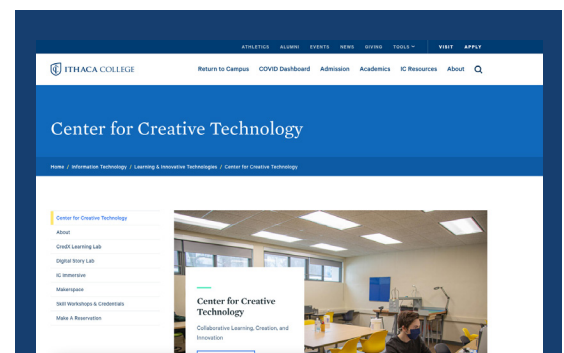 ATHLETICS ALUMNI EVENTS NEWS GIVING TOOLS VISIT APPLY
ITHACA COLLEGE Return to Campus COVID Dashboard Admission Academics IC Resources About
Center for Creative Technology
Home / Information Technology / Learning & Innovative Technologies / Center for Creative Technology
Center for Creative Technology
About
CredX Learning Lab
Digital Story Lab
IC Immersive
Makerspace
Skill Workshops & Credentials
Make A Reservation
Center for Creative
Technology
Collaborative Learning, Creation, and
Innovation